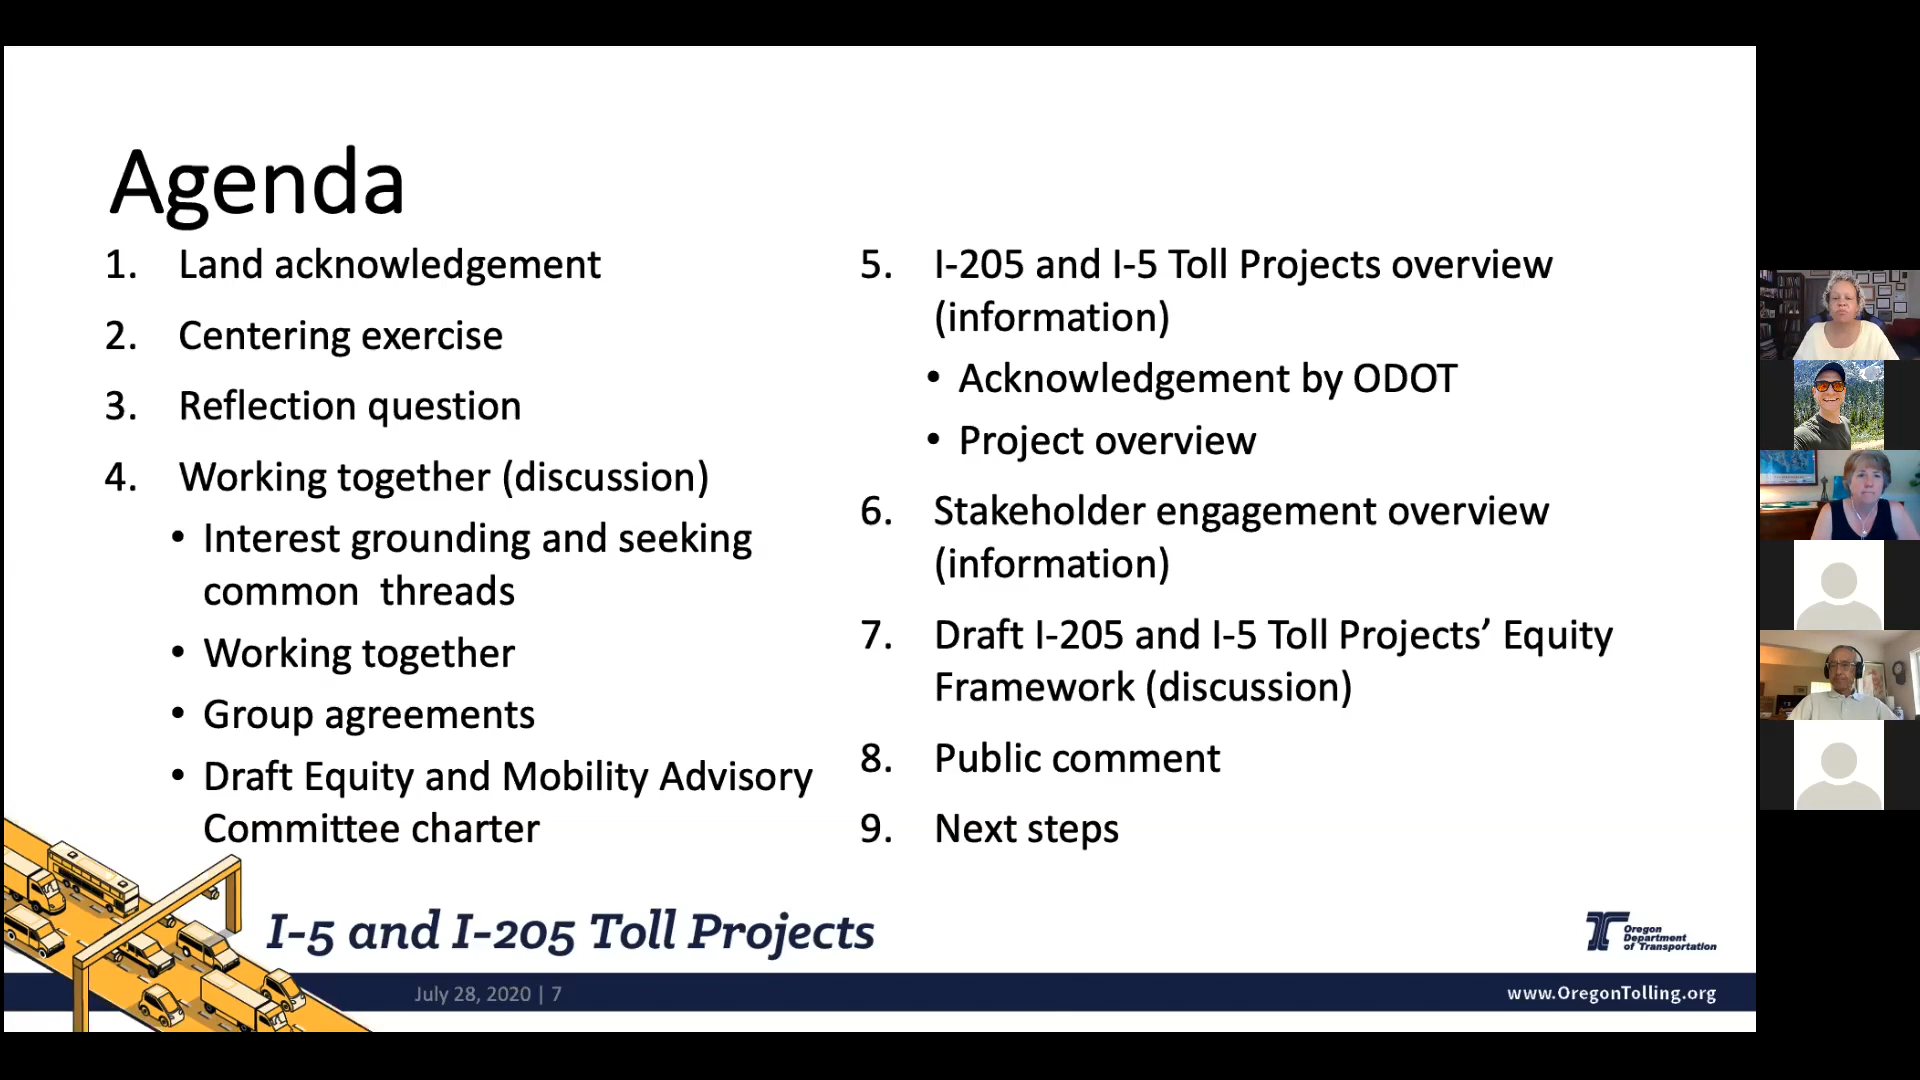 Agenda
1. Land acknowledgement
2. Centering exercise
3. Reflection question
4. Working together (discussion)
• Interest grounding and seeking
common  threads
• Working together
• Group agreements
• Draft Equity and Mobility Advisory
Committee charter
5. I-205 and I-5 Toll Projects overview
(information)
• Acknowledgement by ODOT
• Project overview
6. Stakeholder engagement overview
(information)
7. Draft I-205 and I-5 Toll Projects’ Equity
Framework (discussion)
8. Public comment
9. Next steps
I-5 and I-205 Toll Projects
Oregon
Department
of Transportation
July 28, 2020 | 7
www.OregonTolling.org